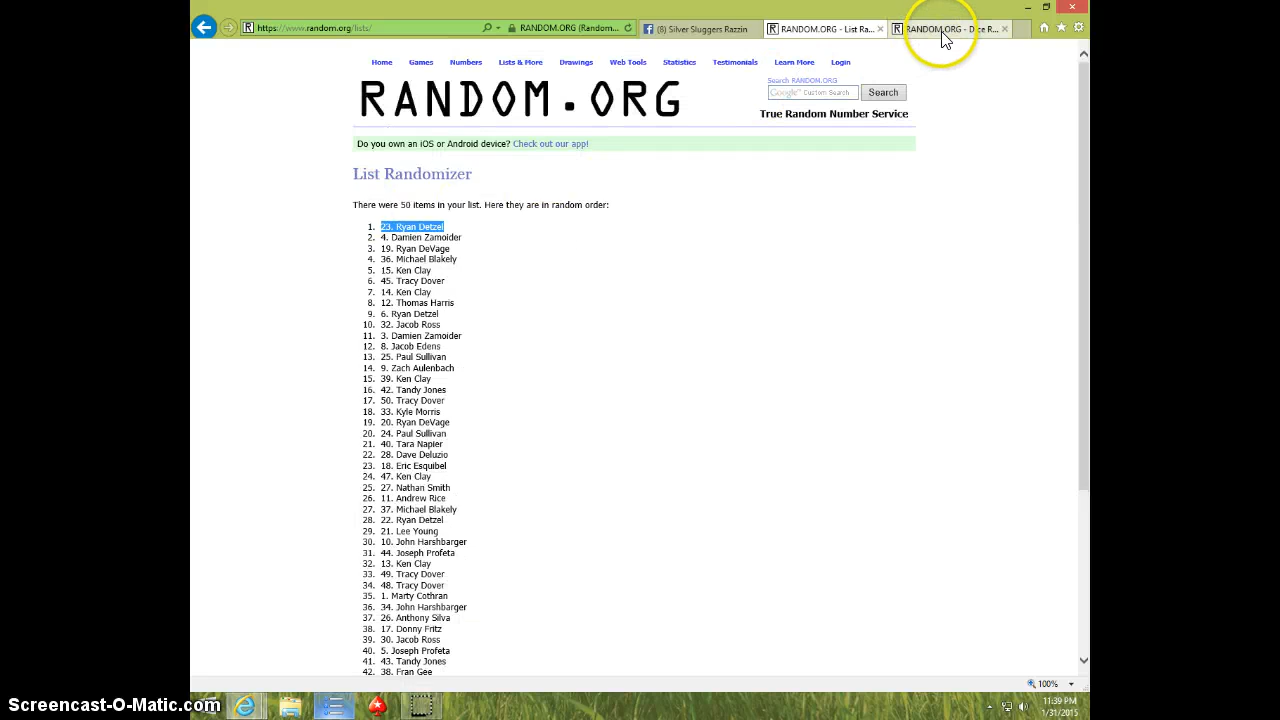 https://www.random.org/lists/
RANDOM.ORG (Random...
(8) Silver Sluggers Razzin
RANDOM.ORG - List Ra...
RANDOM.ORG - Dice R...
Home Games Numbers Lists & More Drawings Web Tools Statistics Testimonials Learn More Login
RANDOM.ORG
Search RANDOM.ORG
Google Custom Search
Search
True Random Number Service
Do you own an iOS or Android device? Check out our app!
List Randomizer
There were 50 items in your list. Here they are in random order:
1. 23. Ryan Detzel
2. 4. Damien Zamoider
3. 19. Ryan DeVage
4. 36. Michael Blakely
5. 15. Ken Clay
6. 45. Tracy Dover
7. 14. Ken Clay
8. 12. Thomas Harris
9. 6. Ryan Detzel
10. 32. Jacob Ross
11. 3. Damien Zamoider
12. 8. Jacob Edens
13. 25. Paul Sullivan
14. 9. Zach Aulenbach
15. 39. Ken Clay
16. 42. Tandy Jones
17. 50. Tracy Dover
18. 33. Kyle Morris
19. 20. Ryan DeVage
20. 24. Paul Sullivan
21. 40. Tara Napier
22. 28. Dave Deluzio
23. 18. Eric Esquibel
24. 47. Ken Clay
25. 27. Nathan Smith
26. 11. Andrew Rice
27. 37. Michael Blakely
28. 22. Ryan Detzel
29. 21. Lee Young
30. 10. John Harshbarger
31. 44. Joseph Profeta
32. 13. Ken Clay
33. 49. Tracy Dover
34. 48. Tracy Dover
35. 1. Marty Cothran
36. 34. John Harshbarger
37. 26. Anthony Silva
38. 17. Donny Fritz
39. 30. Jacob Ross
40. 5. Joseph Profeta
41. 43. Tandy Jones
42. 38. Fran Gee
100%
11:39 PM
1/31/2015
Screencast-O-Matic.com